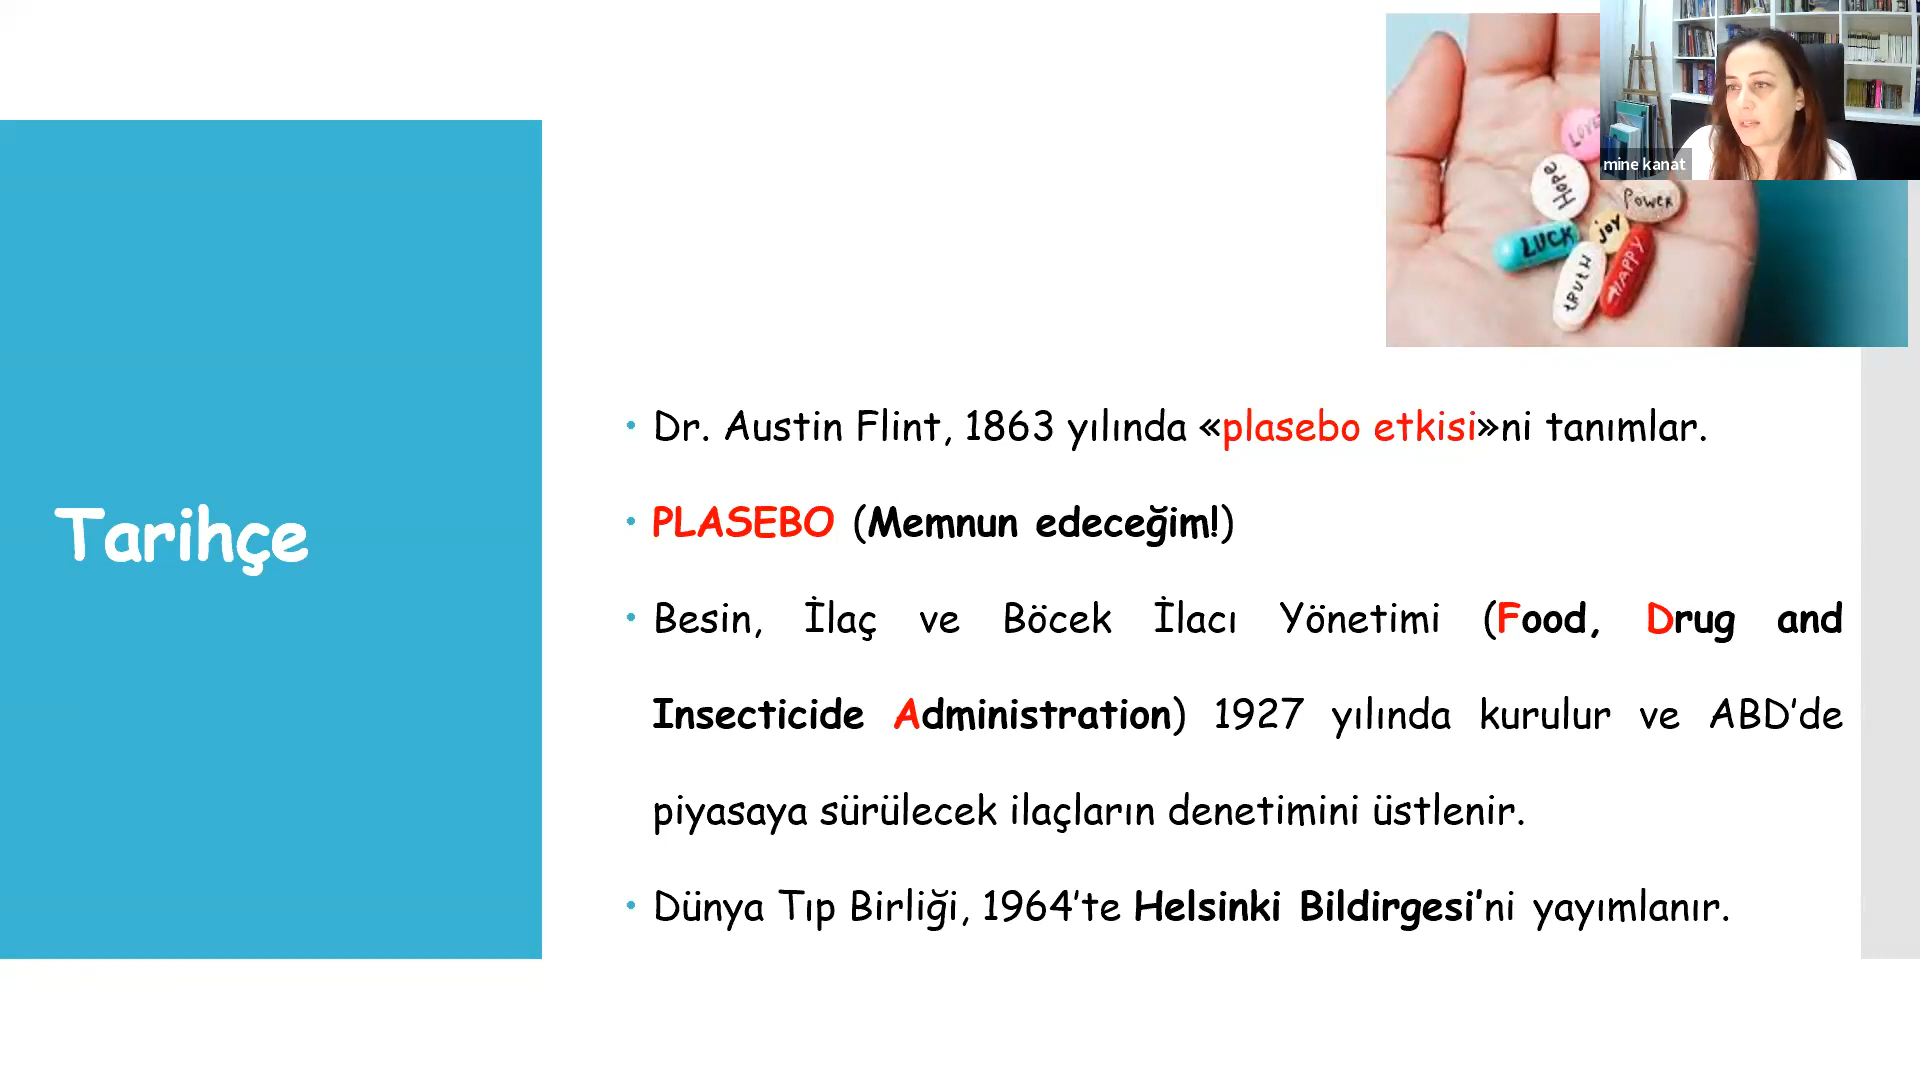 LOVE
Hope
Power
LUCK
joy
TRUTH
HAPPY
mine kanat
Tarihçe
• Dr. Austin Flint, 1863 yılında «plasebo etkisi»ni tanımlar.
• PLASEBO (Memnun edeceğim!)
• Besin, İlaç ve Böcek İlacı Yönetimi (Food, Drug and
Insecticide Administration) 1927 yılında kurulur ve ABD’de
piyasaya sürülecek ilaçların denetimini üstlenir.
• Dünya Tıp Birliği, 1964’te Helsinki Bildirgesi’ni yayımlanır.